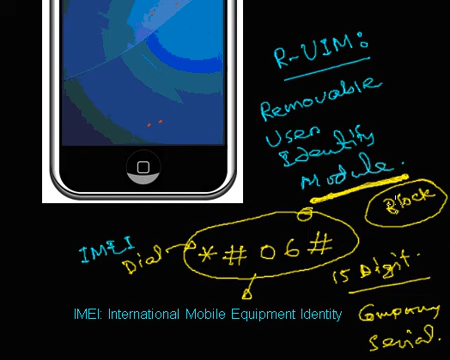 R-UIM:
Removable
User
Identify
Module.
Block
IMEI
Dial
*#06#
15 Digit.
Company
Serial.
IMEI: International Mobile Equipment Identity